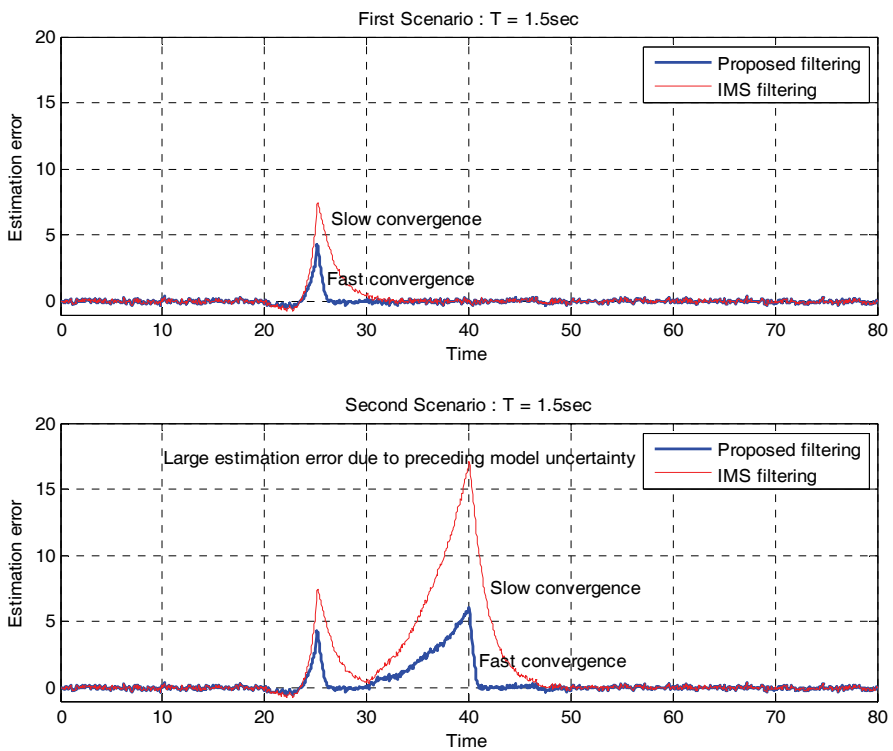 First Scenario : T = 1.5sec
20
15
10
5
0
Estimation error
Proposed filtering
IMS filtering
Slow convergence
Fast convergence
0 10 20 30 40 50 60 70 80
Time
Second Scenario : T = 1.5sec
20
15
10
5
0
Estimation error
Proposed filtering
IMS filtering
Large estimation error due to preceding model uncertainty
Slow convergence
Fast convergence
0 10 20 30 40 50 60 70 80
Time